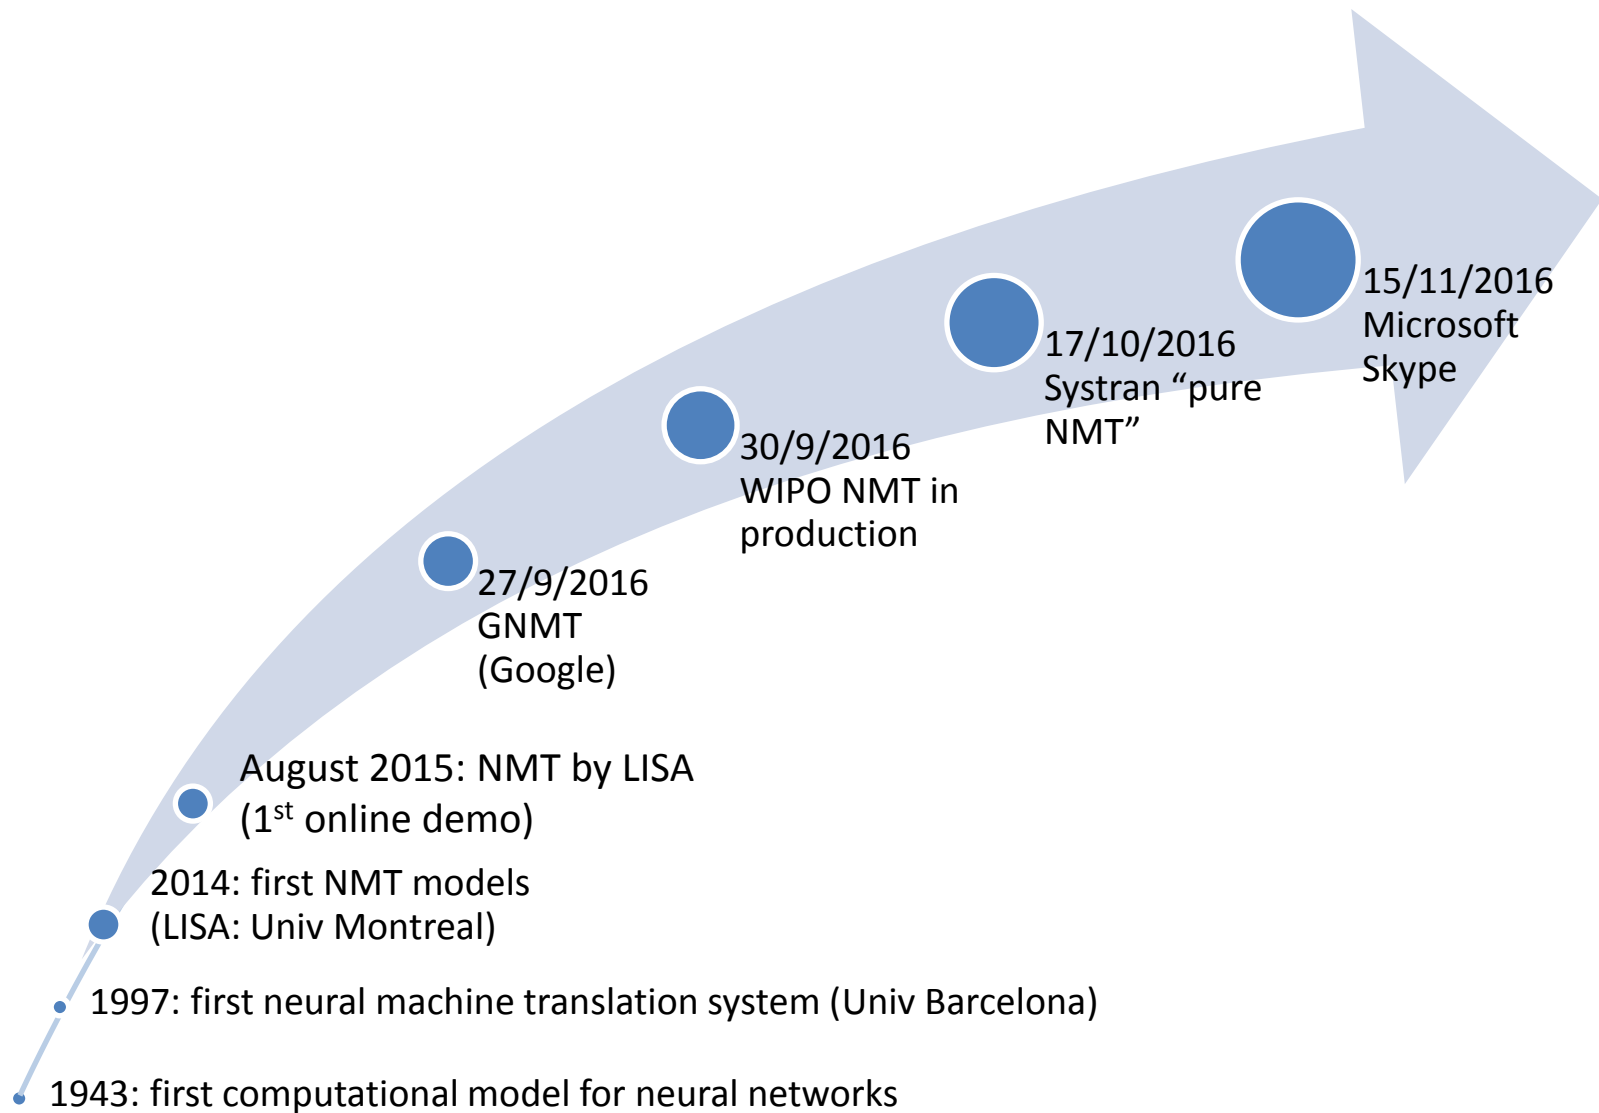 15/11/2016
Microsoft
Skype
17/10/2016
Systran “pure
NMT”
30/9/2016
WIPO NMT in
production
27/9/2016
GNMT
(Google)
August 2015: NMT by LISA
(1st online demo)
2014: first NMT models
(LISA: Univ Montreal)
1997: first neural machine translation system (Univ Barcelona)
1943: first computational model for neural networks